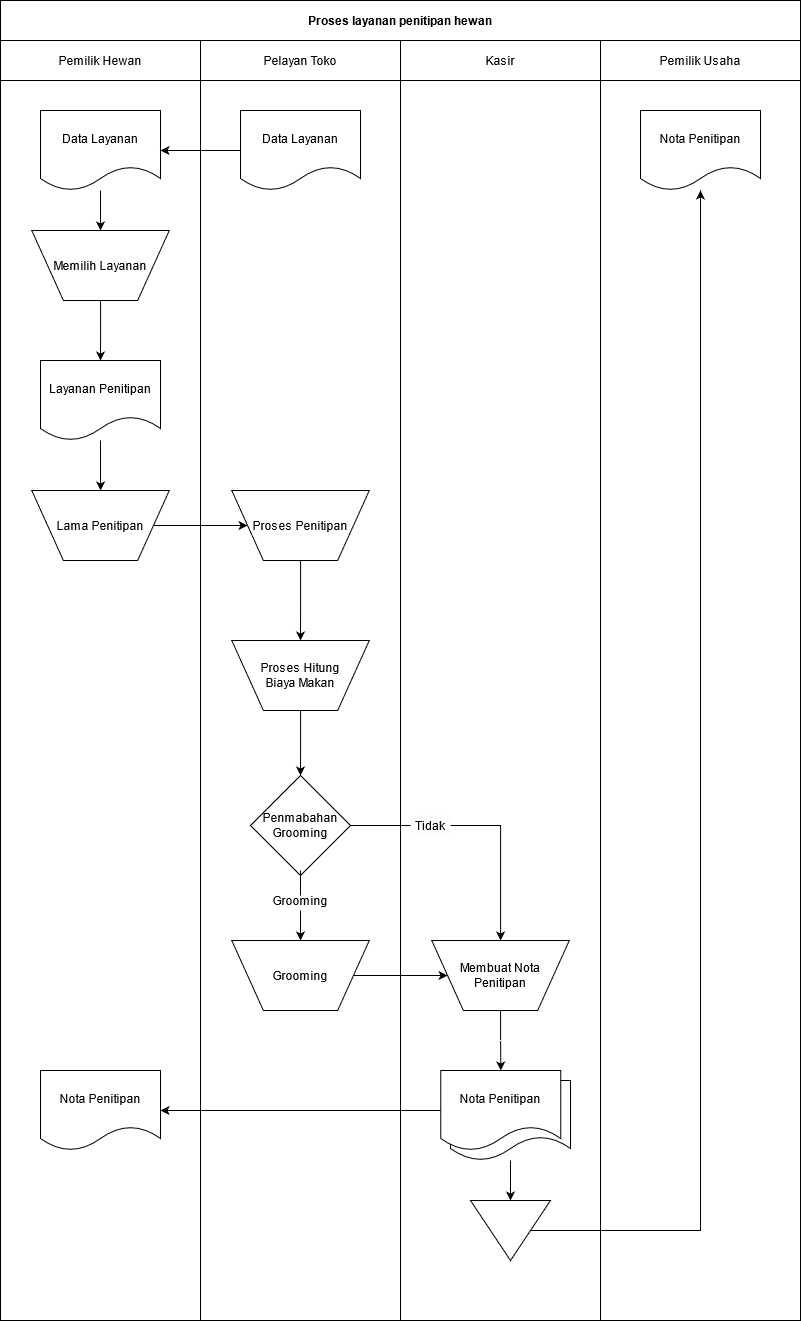 Proses layanan penitipan hewan
Pemilik Hewan
Pelayan Toko
Kasir
Pemilik Usaha
Data Layanan
Data Layanan
Nota Penitipan
Memilih Layanan
Layanan Penitipan
Lama Penitipan
Proses Penitipan
Proses Hitung
Biaya Makan
Penmabahan
Grooming
Tidak
Grooming
Grooming
Membuat Nota
Penitipan
Nota Penitipan
Nota Penitipan